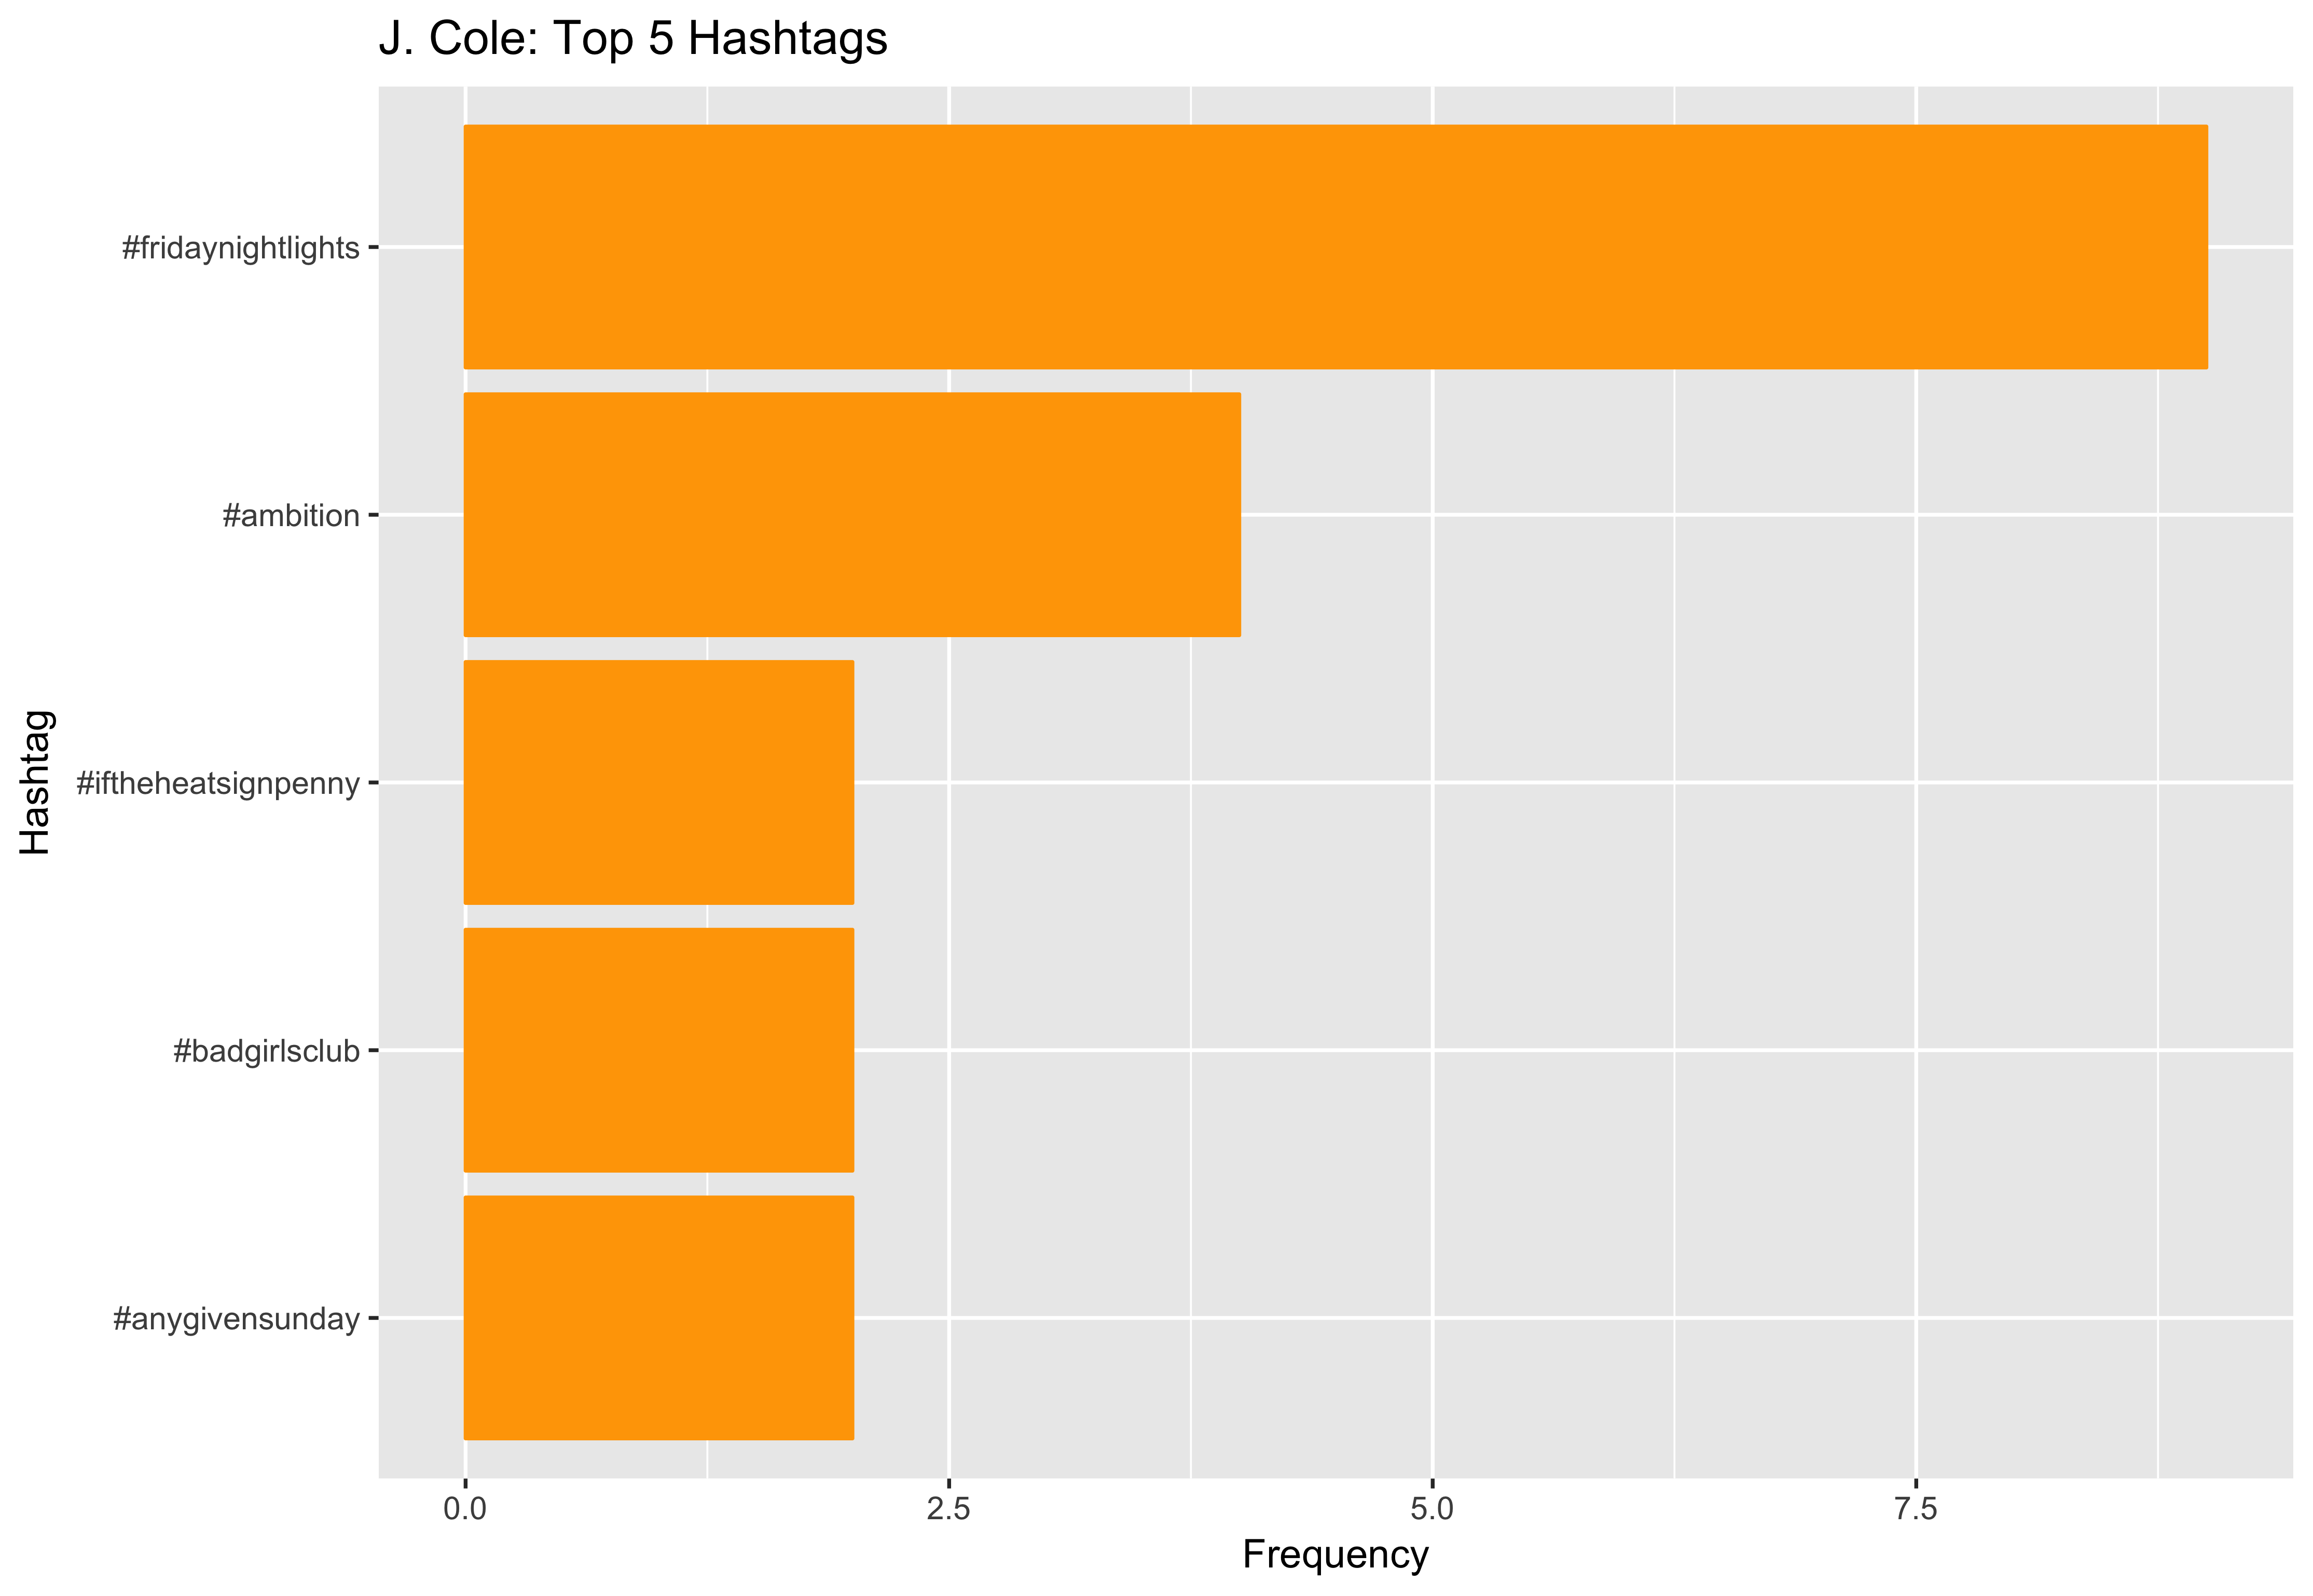 J. Cole: Top 5 Hashtags
Hashtag
#fridaynightlights
#ambition
#iftheheatsignpenny
#badgirlsclub
#anygivensunday
0.0 2.5 5.0 7.5
Frequency